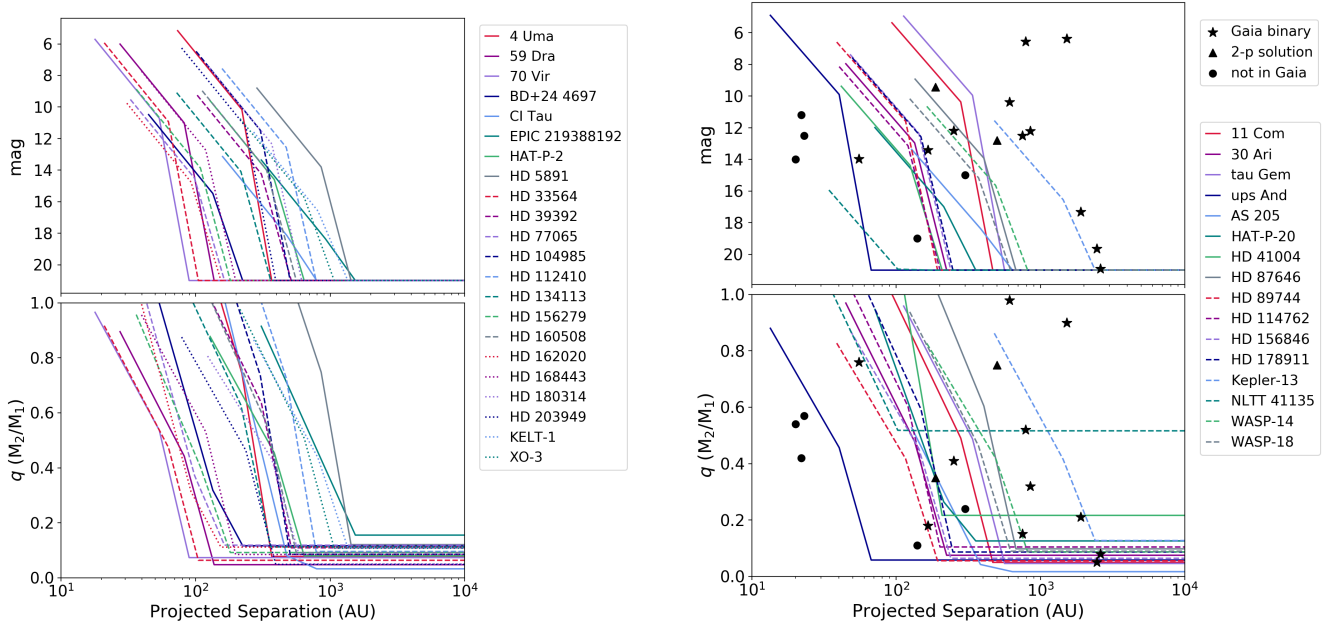 6
8
10
12
14
16
18
20
mag
1.0
0.8
0.6
0.4
0.2
0.0
q (M2/M1)
10^1
10^2
10^3
10^4
Projected Separation (AU)
4 Uma
59 Dra
70 Vir
BD+24 4697
CI Tau
EPIC 219388192
HAT-P-2
HD 5891
HD 33564
HD 39392
HD 77065
HD 104985
HD 112410
HD 134113
HD 156279
HD 160508
HD 162020
HD 168443
HD 180314
HD 203949
KELT-1
XO-3
6
8
10
12
14
16
18
20
mag
1.0
0.8
0.6
0.4
0.2
0.0
q (M2/M1)
10^1
10^2
10^3
10^4
Projected Separation (AU)
Gaia binary
2-p solution
not in Gaia
11 Com
30 Ari
tau Gem
ups And
AS 205
HAT-P-20
HD 41004
HD 87646
HD 89744
HD 114762
HD 156846
HD 178911
Kepler-13
NLTT 41135
WASP-14
WASP-18